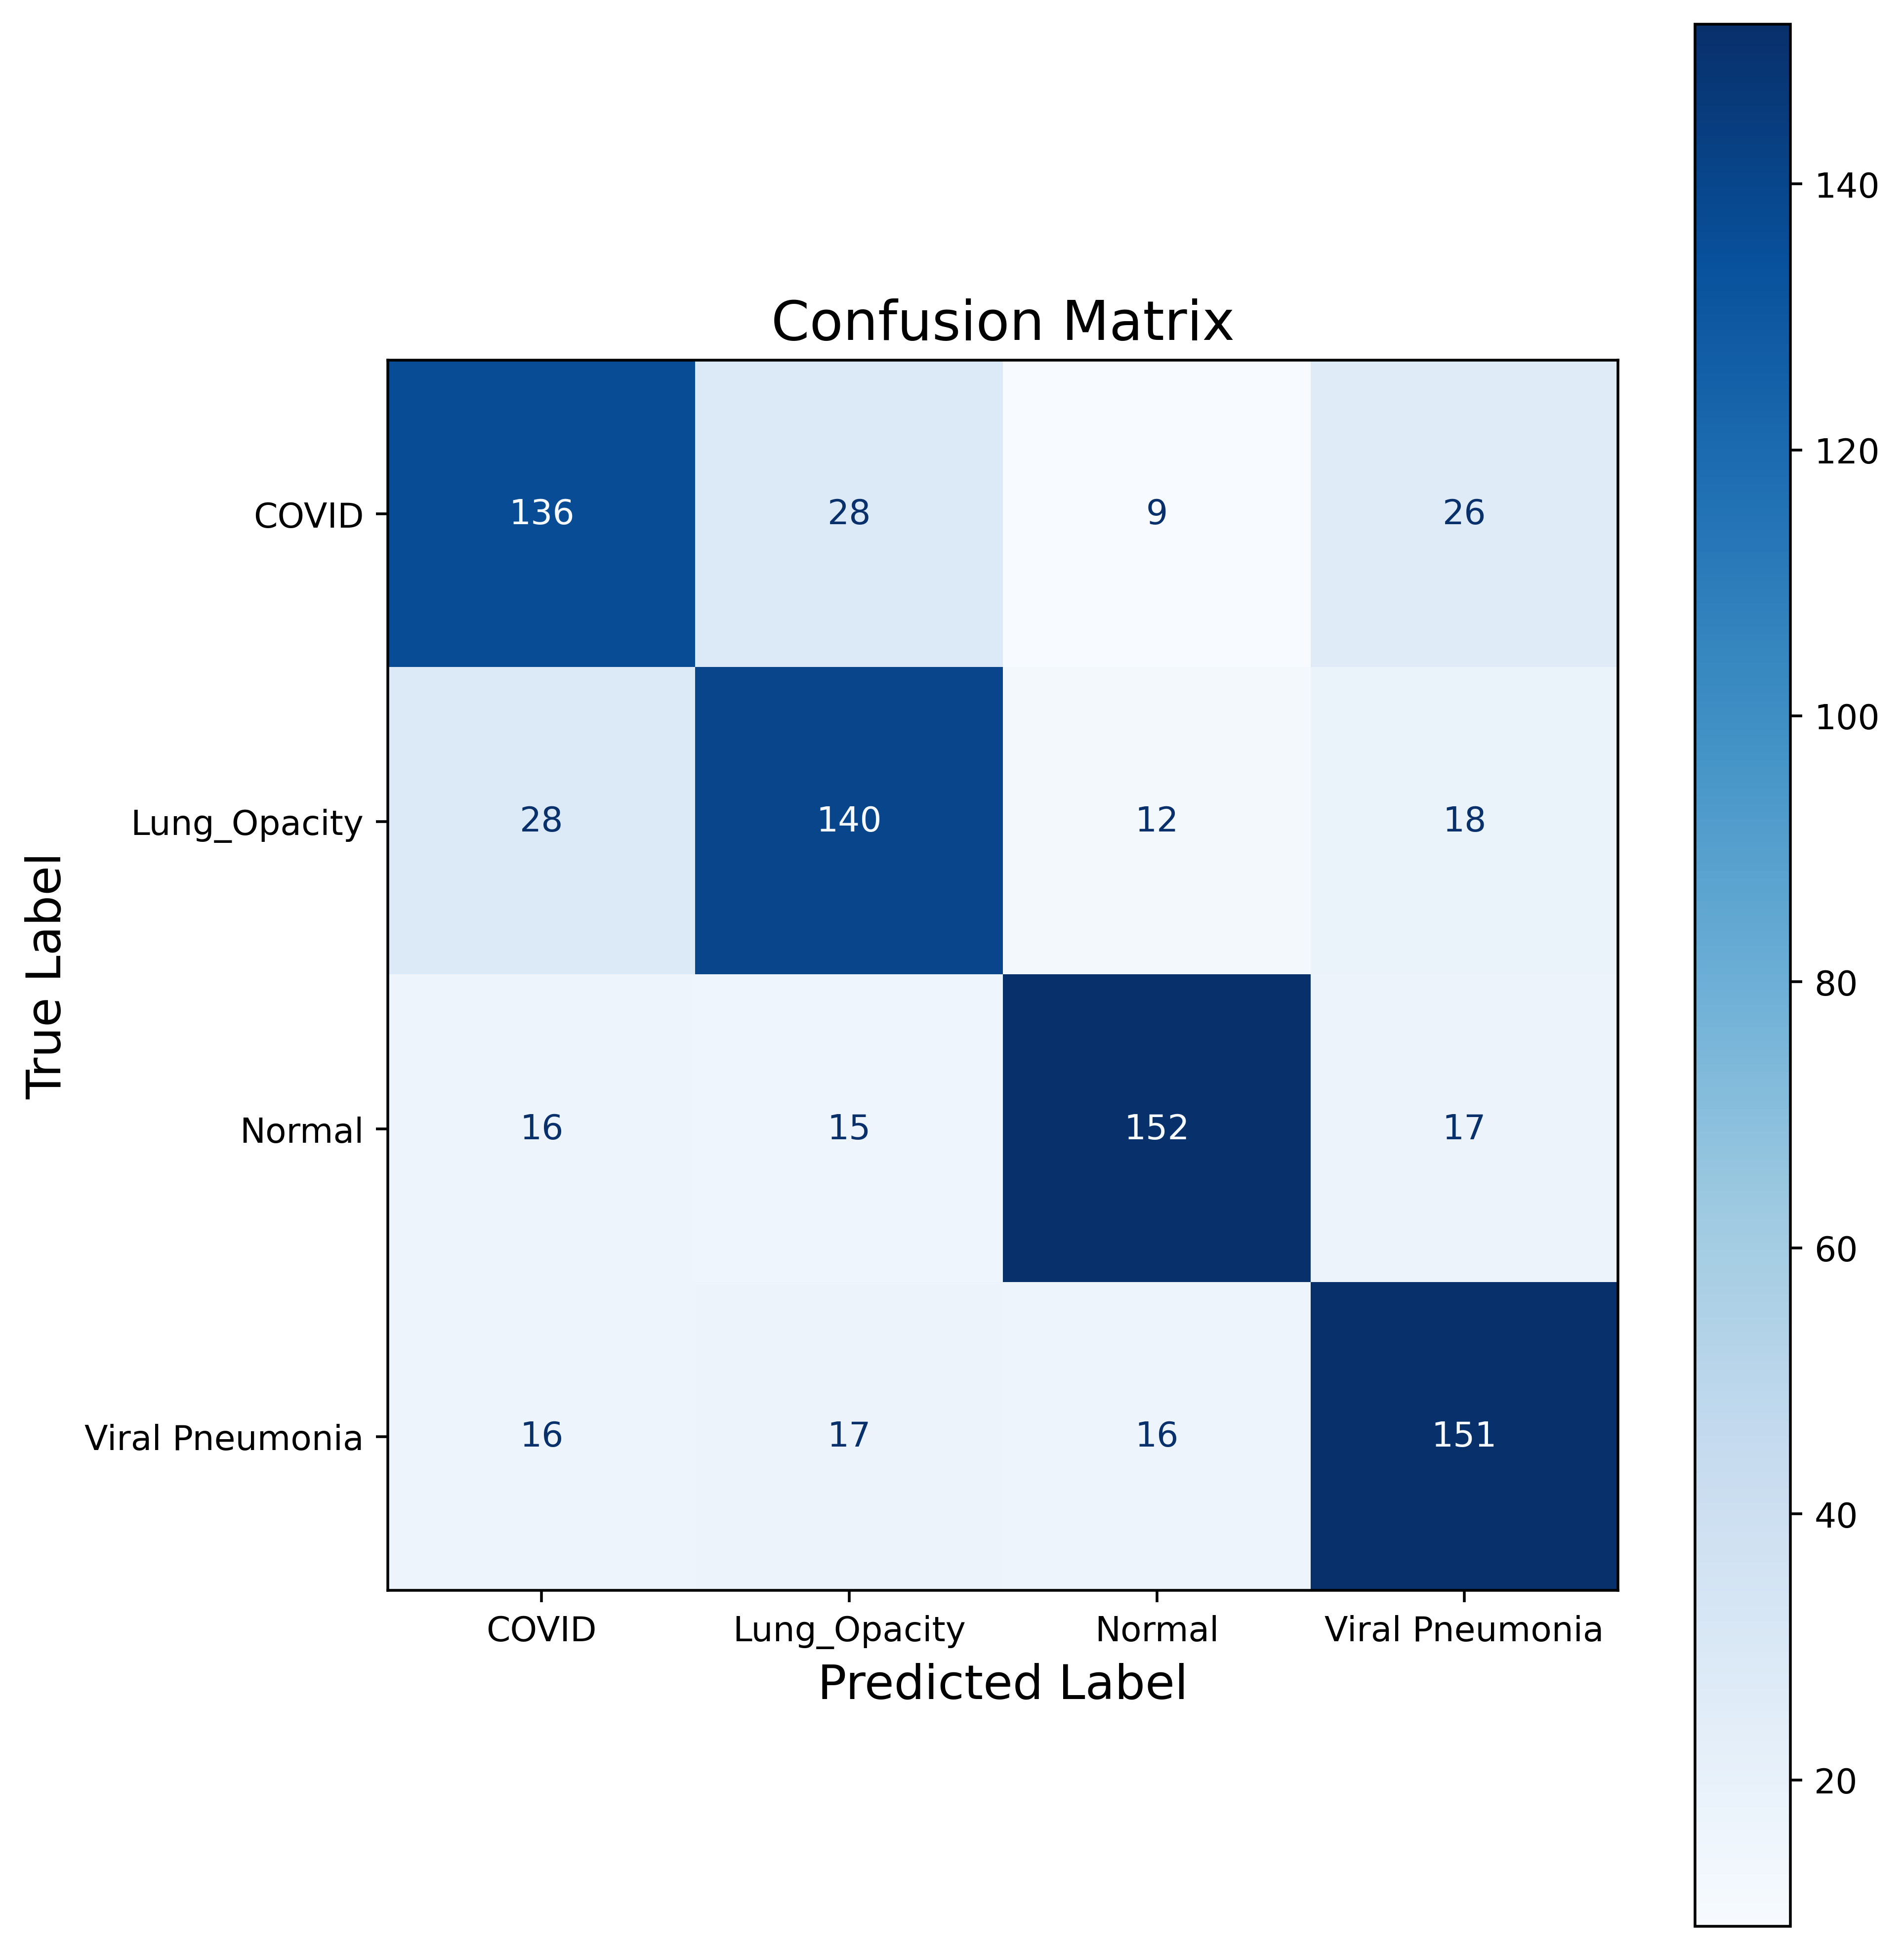 Confusion Matrix
True Label
COVID 136 28 9 26
Lung_Opacity 28 140 12 18
Normal 16 15 152 17
Viral Pneumonia 16 17 16 151
COVID Lung_Opacity Normal Viral Pneumonia
Predicted Label
140
120
100
80
60
40
20